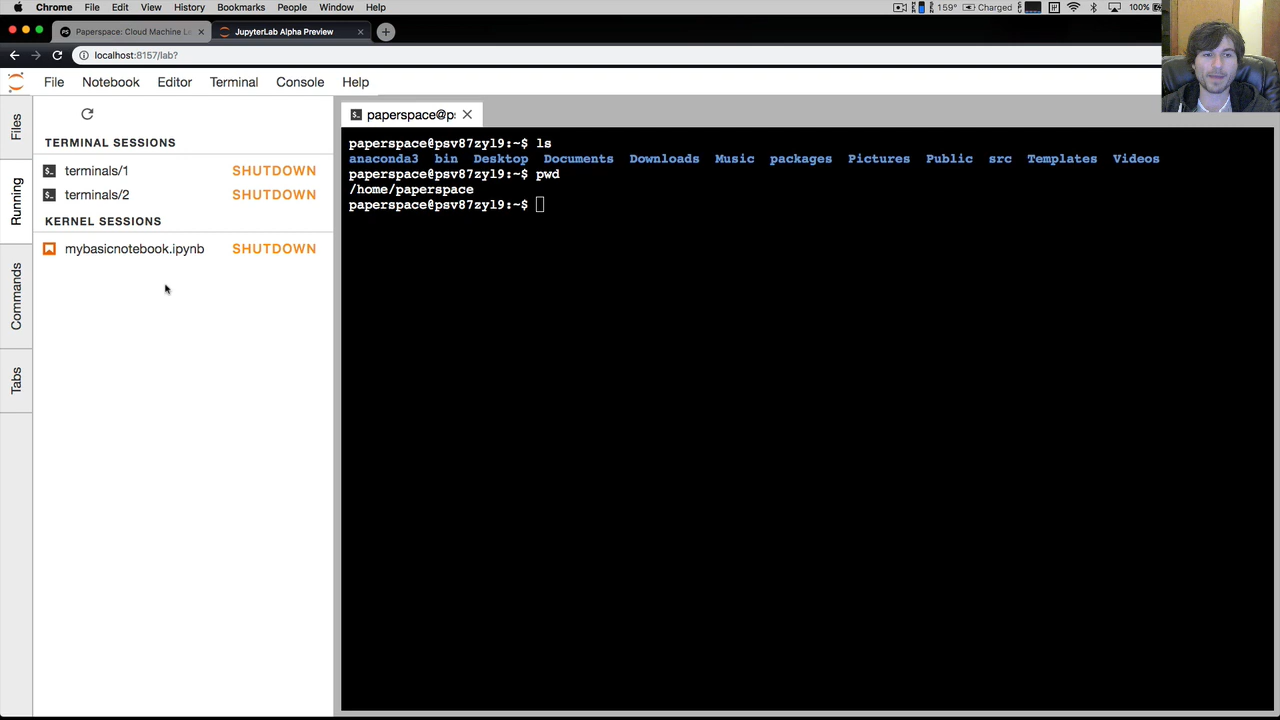 Chrome File Edit View History Bookmarks People Window Help 159° Charged 100%
Paperspace: Cloud Machine Le JupyterLab Alpha Preview
localhost:8157/lab?
File Notebook Editor Terminal Console Help
Files
Running
Commands
Tabs
TERMINAL SESSIONS
terminals/1 SHUTDOWN
terminals/2 SHUTDOWN
KERNEL SESSIONS
mybasicnotebook.ipynb SHUTDOWN
paperspace@p
paperspace@psv87zyl9:~$ ls
anaconda3 bin Desktop Documents Downloads Music packages Pictures Public src Templates Videos
paperspace@psv87zyl9:~$ pwd
/home/paperspace
paperspace@psv87zyl9:~$